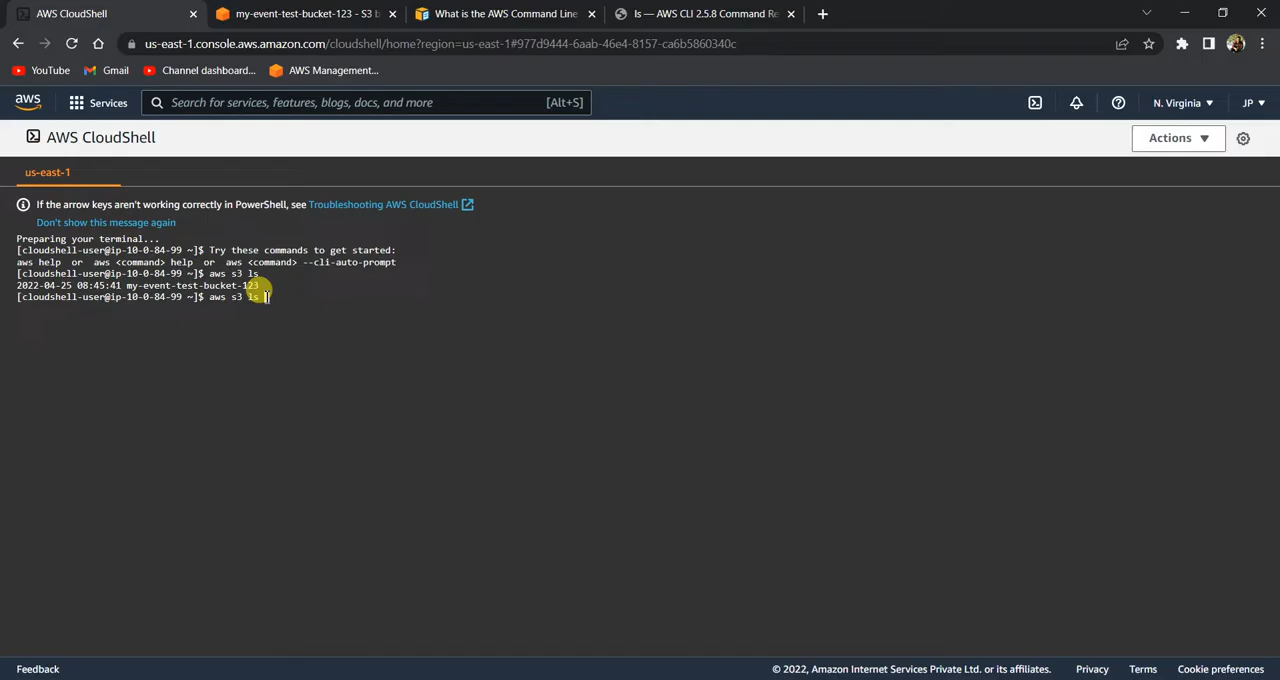 AWS CloudShell
my-event-test-bucket-123 - S3 b
What is the AWS Command Line
ls — AWS CLI 2.5.8 Command Re
us-east-1.console.aws.amazon.com/cloudshell/home?region=us-east-1#977d9444-6aab-46e4-8157-ca6b5860340c
YouTube
Gmail
Channel dashboard...
AWS Management...
aws
Services
Search for services, features, blogs, docs, and more
[Alt+S]
N. Virginia
JP
AWS CloudShell
Actions
us-east-1
If the arrow keys aren't working correctly in PowerShell, see Troubleshooting AWS CloudShell
Don't show this message again
Preparing your terminal...
[cloudshell-user@ip-10-0-84-99 ~]$ Try these commands to get started:
aws help or aws <command> help or aws <command> --cli-auto-prompt
[cloudshell-user@ip-10-0-84-99 ~]$ aws s3 ls
2022-04-25 08:45:41 my-event-test-bucket-123
[cloudshell-user@ip-10-0-84-99 ~]$ aws s3 ls
Feedback
© 2022, Amazon Internet Services Private Ltd. or its affiliates.
Privacy
Terms
Cookie preferences